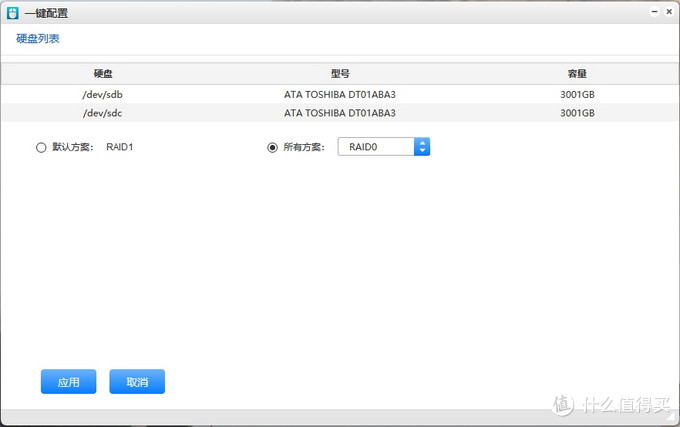 一键配置
硬盘列表
硬盘 型号 容量
/dev/sdb ATA TOSHIBA DT01ABA3 3001GB
/dev/sdc ATA TOSHIBA DT01ABA3 3001GB
默认方案： RAID1 所有方案： RAID0
应用 取消
值 什么值得买